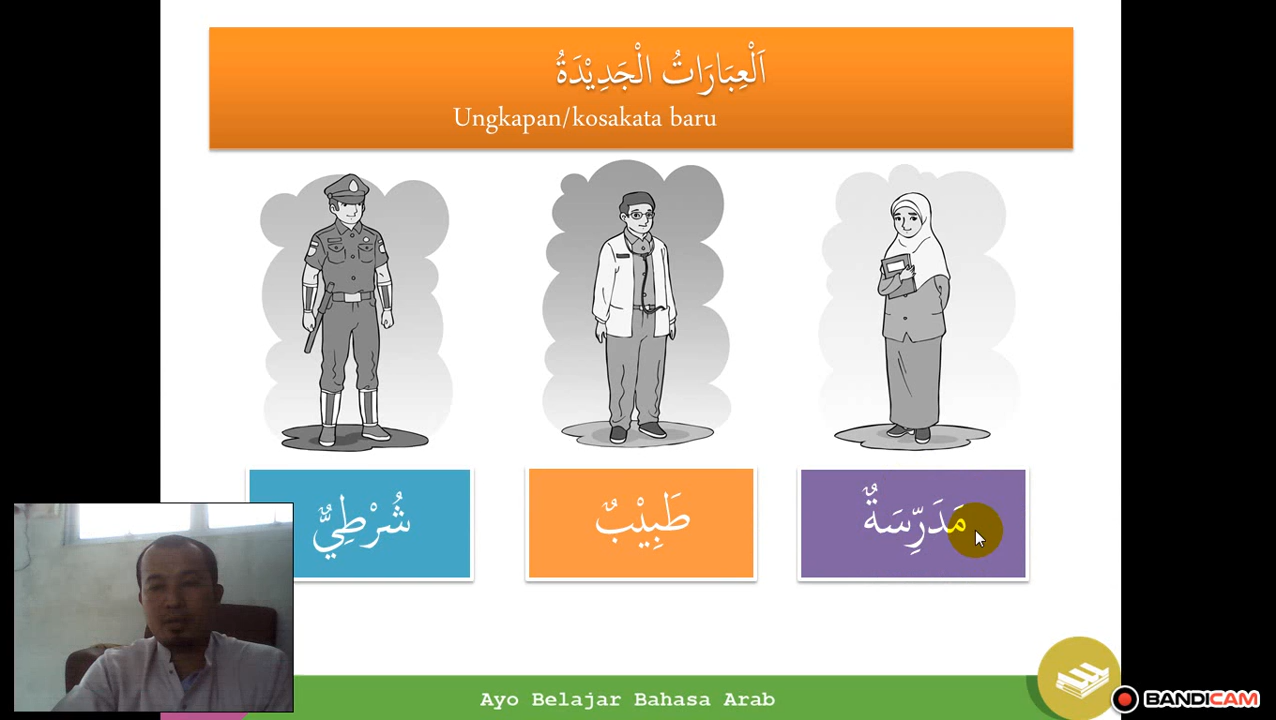 اَلْعِبَارَاتُ الْجَدِيْدَةُ
Ungkapan/kosakata baru
مَدَرِّسَةٌ
طَبِيْبٌ
شُرْطِيٌّ
Ayo Belajar Bahasa Arab
BANDICAM